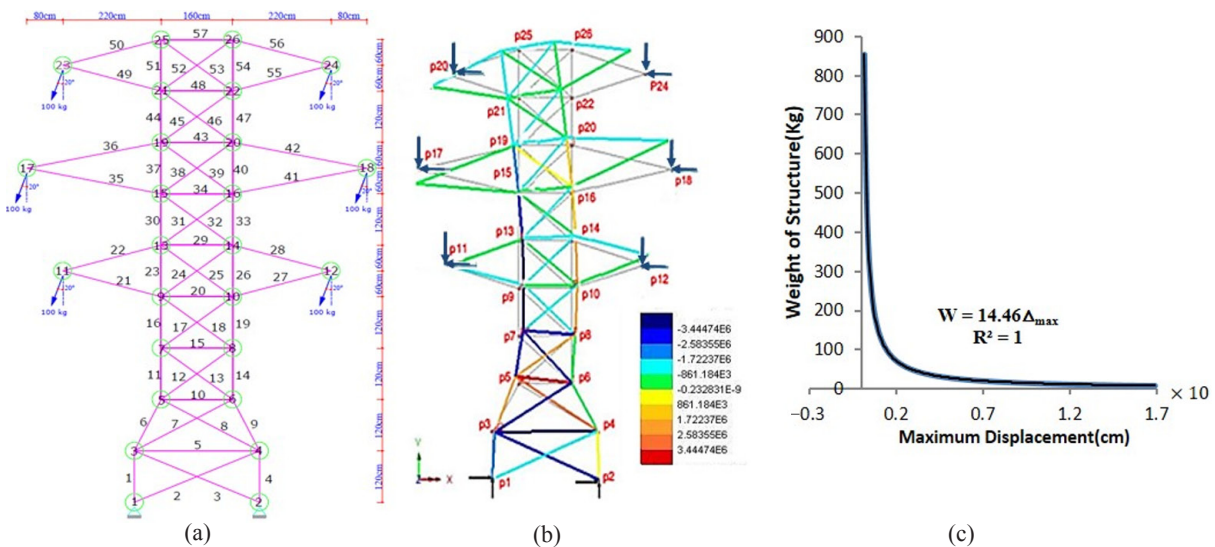 80cm 220cm 160cm 220cm 80cm
25 57 26
50 56
23 51 52 53 54 24 60cm
49 55
20° 21 48 22 20°
100 kg 100 kg
44 45 46 47 120cm
19 43 20
36 42
17 37 38 39 40 18 60cm
35 41
20° 15 34 16 20°
100 kg 100 kg
30 31 32 33 120cm
13 29 14
22 28
11 23 24 25 26 12 60cm
21 27
20° 9 20 10 20°
100 kg 100 kg
16 17 18 19 120cm
7 15 8
11 12 13 14 120cm
5 10 6
6 7 8 9 120cm
3 5 4
1 2 3 4 120cm
1 2
(a)
p25 p26
p20 p24
p21 p22
p19 p20
p17 p18
p15 p16
p13 p14
p11 p12
p9 p10
p7 p8
p5 p6
p3 p4
p1 p2
Y
Z X
-3.44474E6
-2.58355E6
-1.72237E6
-861.184E3
-0.232831E-9
861.184E3
1.72237E6
2.58355E6
3.44474E6
(b)
Weight of Structure(Kg)
900
800
700
600
500
400
300
200
100
0
W = 14.46Δmax
R² = 1
−0.3 0.2 0.7 1.2 1.7 × 10
Maximum Displacement(cm)
(c)